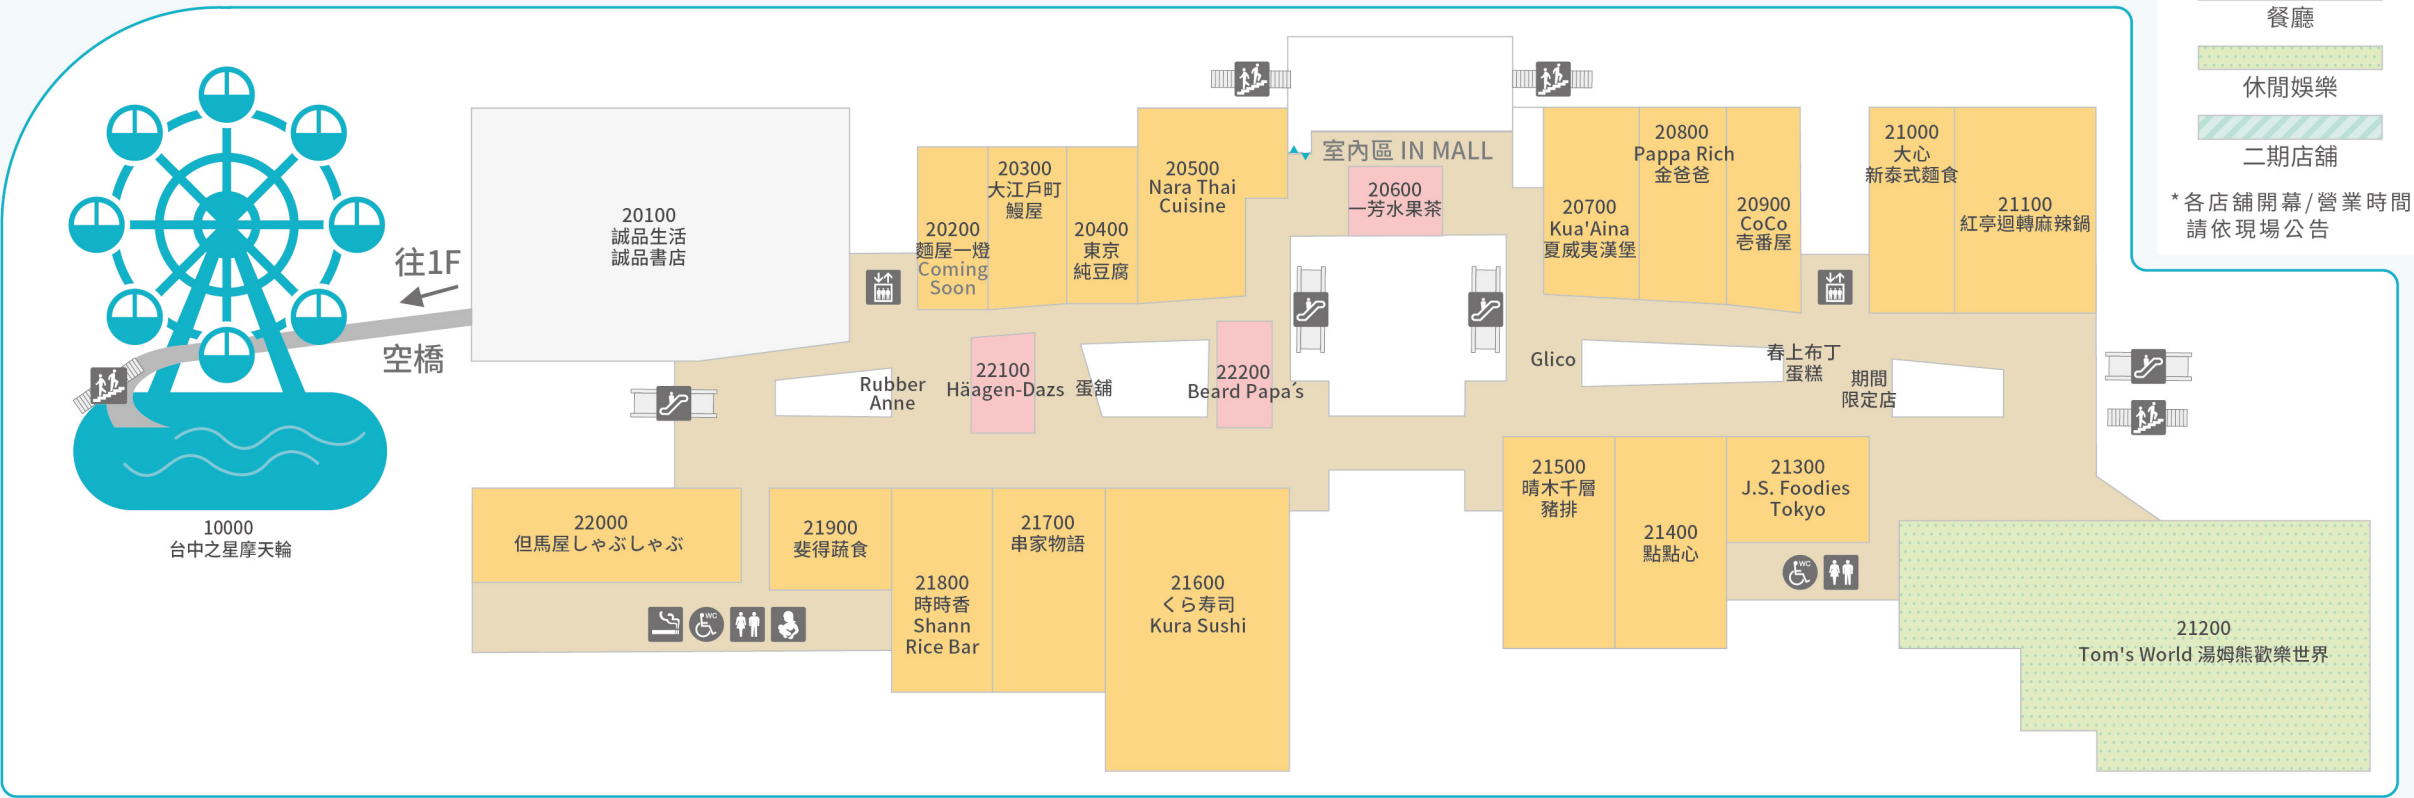 餐廳
休閒娛樂
二期店舖
*各店舖開幕/營業時間
請依現場公告
往1F
空橋
10000
台中之星摩天輪
20100
誠品生活
誠品書店
20200
麵屋一燈
Coming
Soon
20300
大江戶町
鰻屋
20400
東京
純豆腐
20500
Nara Thai
Cuisine
室內區 IN MALL
20600
一芳水果茶
20700
Kua'Aina
夏威夷漢堡
20800
Pappa Rich
金爸爸
20900
CoCo
壱番屋
21000
大心
新泰式麵食
21100
紅亭迴轉麻辣鍋
Rubber
Anne
22100
Häagen-Dazs
蛋舖
22200
Beard Papa´s
Glico
春上布丁
蛋糕
期間
限定店
22000
但馬屋しゃぶしゃぶ
21900
斐得蔬食
21800
時時香
Shann
Rice Bar
21700
串家物語
21600
くら寿司
Kura Sushi
21500
晴木千層
豬排
21400
點點心
21300
J.S. Foodies
Tokyo
WC
WC
21200
Tom's World 湯姆熊歡樂世界